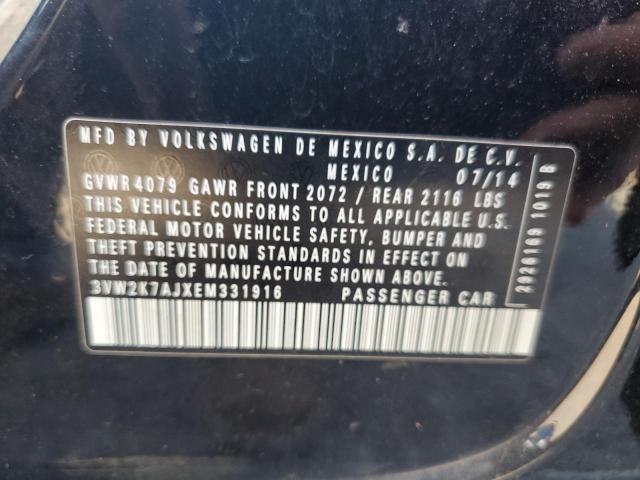 MFD BY VOLKSWAGEN DE MEXICO S.A. DE C.V.
MEXICO 07/14
GVWR 4079 GAWR FRONT 2072 / REAR 2116 LBS
THIS VEHICLE CONFORMS TO ALL APPLICABLE U.S.
FEDERAL MOTOR VEHICLE SAFETY, BUMPER AND
THEFT PREVENTION STANDARDS IN EFFECT ON
THE DATE OF MANUFACTURE SHOWN ABOVE.
3VW2K7AJXEM331916 PASSENGER CAR
2928169 1019 B